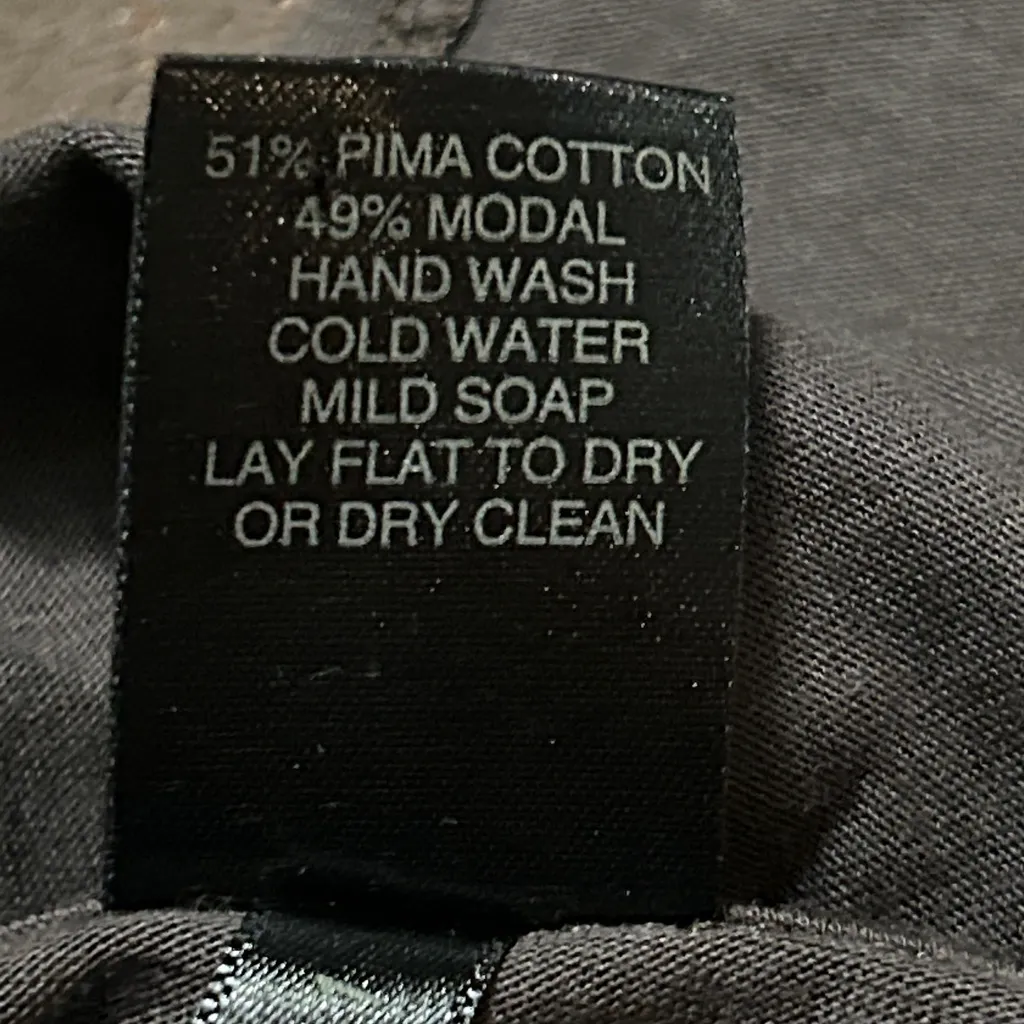 51% PIMA COTTON
49% MODAL
HAND WASH
COLD WATER
MILD SOAP
LAY FLAT TO DRY
OR DRY CLEAN